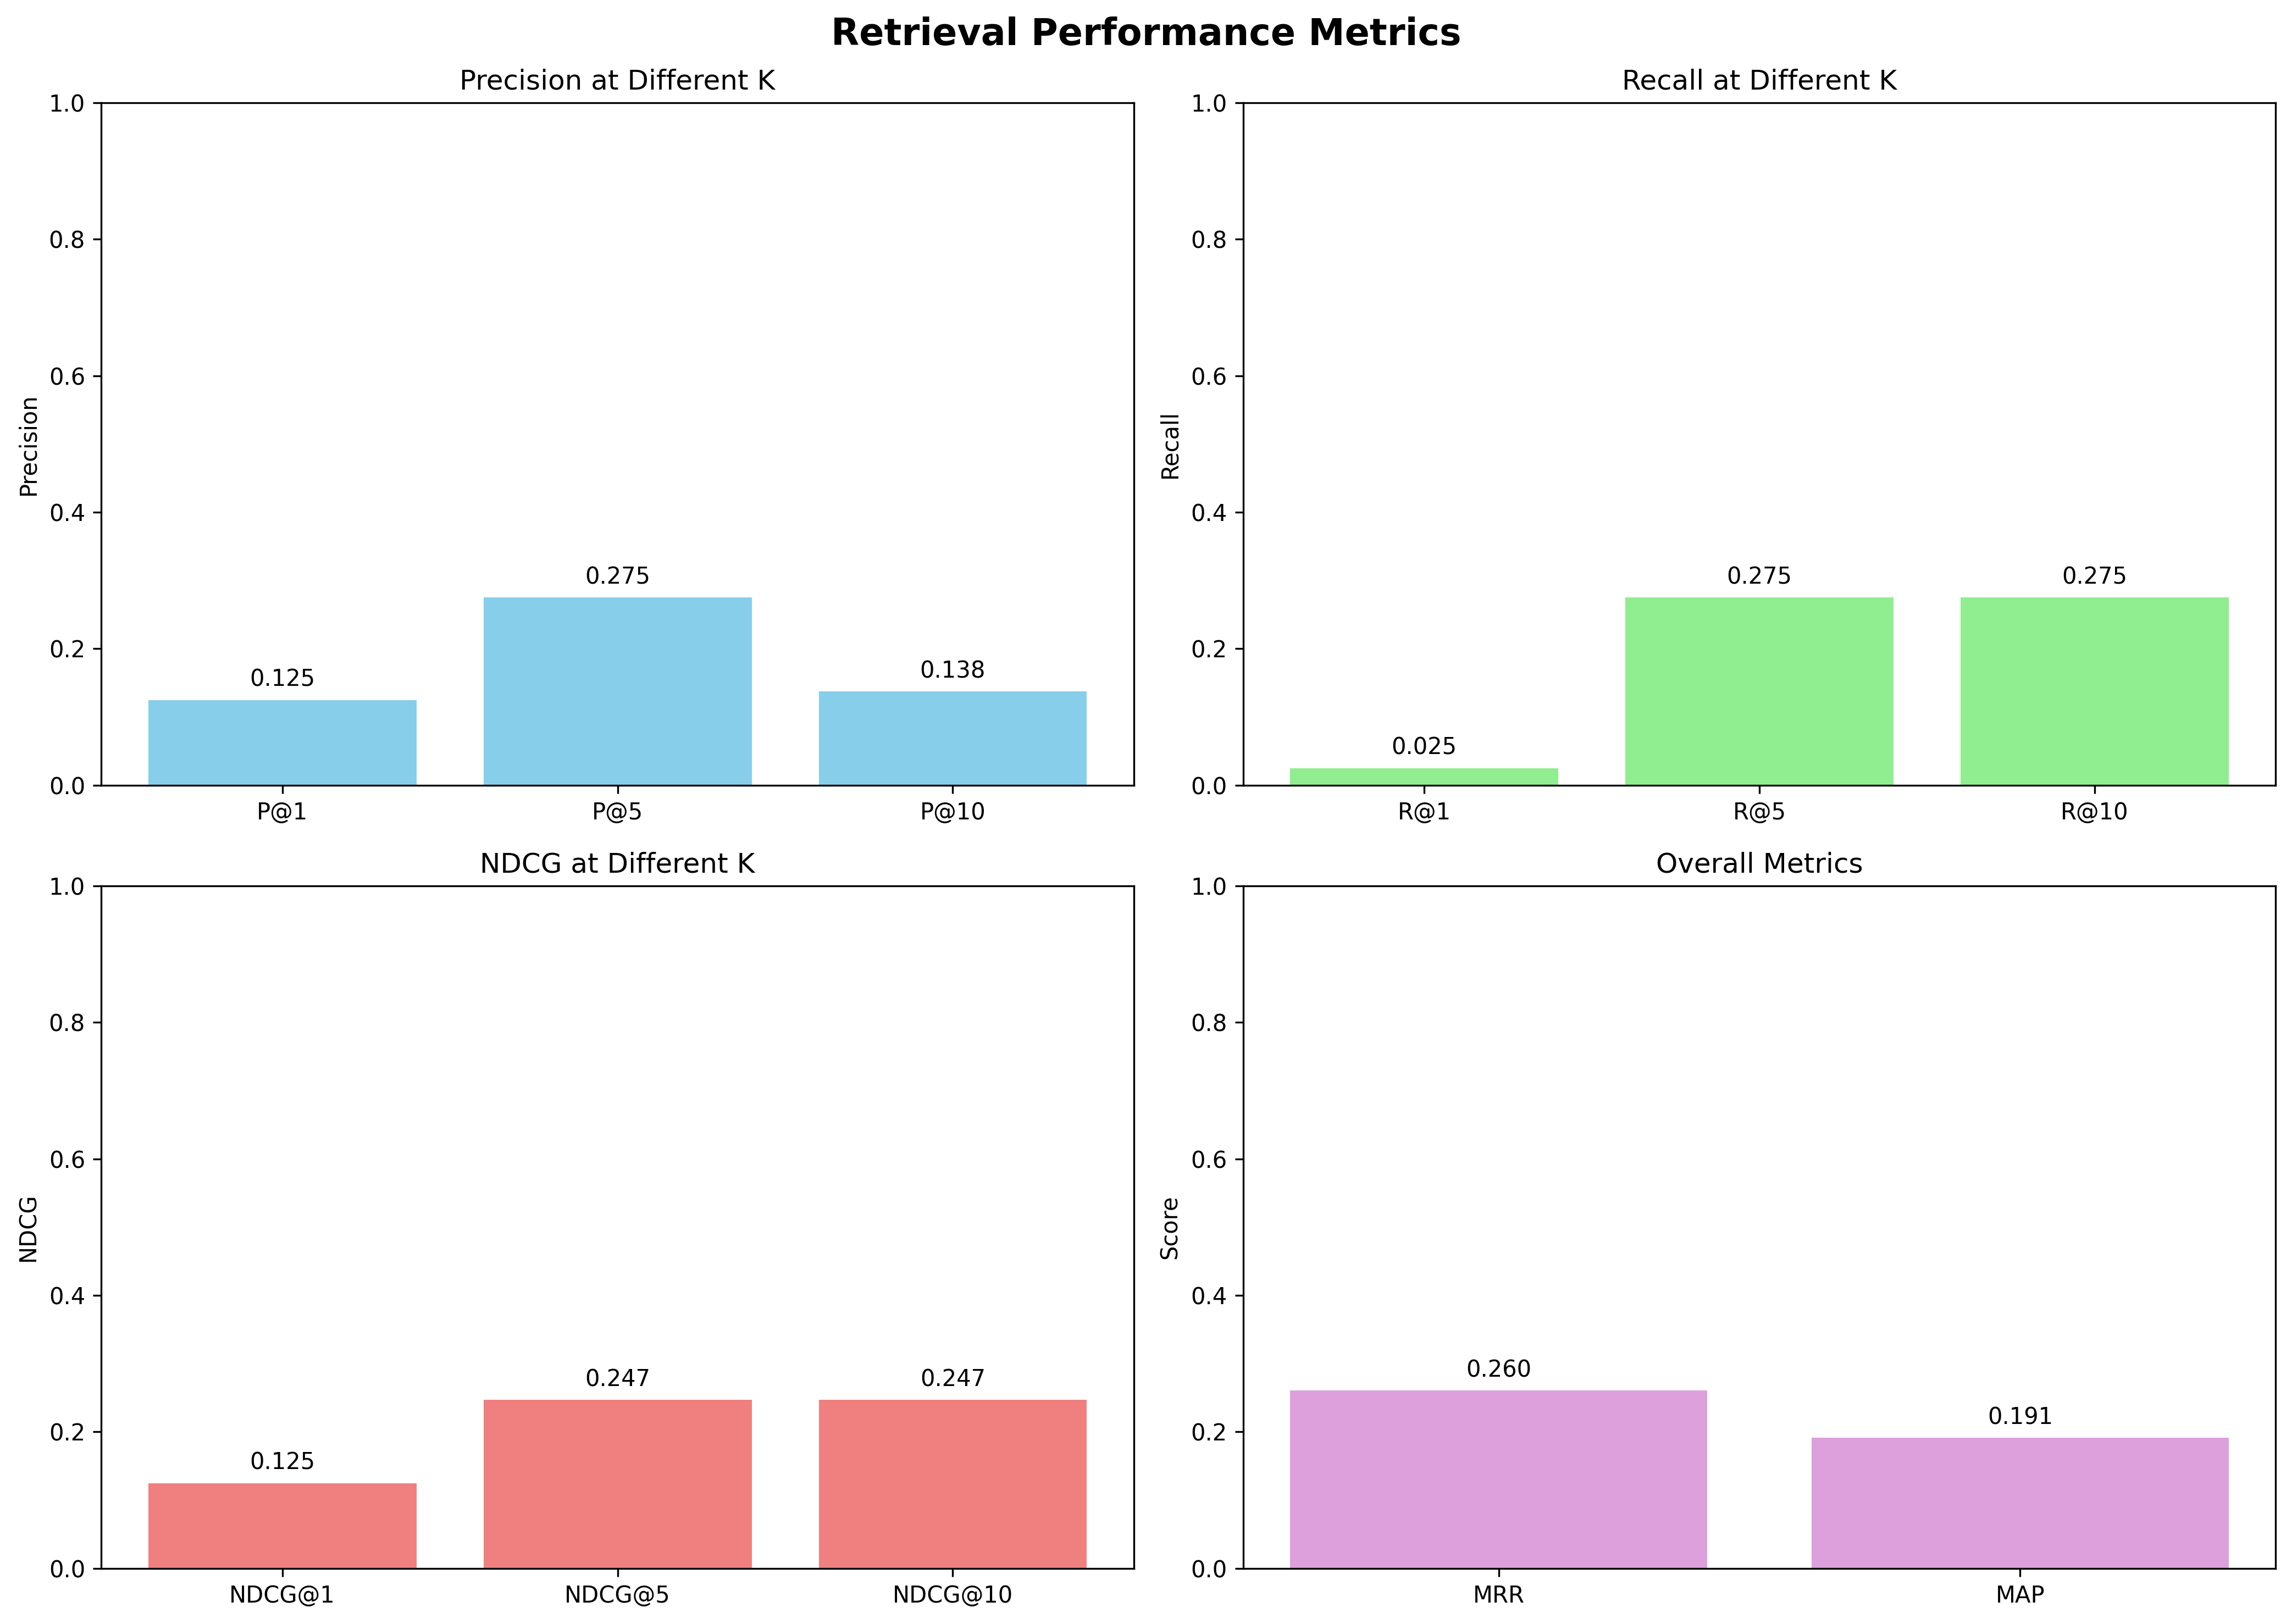 Retrieval Performance Metrics
Precision at Different K
1.0
0.8
0.6
0.4
0.2
0.0
Precision
0.125
0.275
0.138
P@1 P@5 P@10
Recall at Different K
1.0
0.8
0.6
0.4
0.2
0.0
Recall
0.025
0.275
0.275
R@1 R@5 R@10
NDCG at Different K
1.0
0.8
0.6
0.4
0.2
0.0
NDCG
0.125
0.247
0.247
NDCG@1 NDCG@5 NDCG@10
Overall Metrics
1.0
0.8
0.6
0.4
0.2
0.0
Score
0.260
0.191
MRR MAP